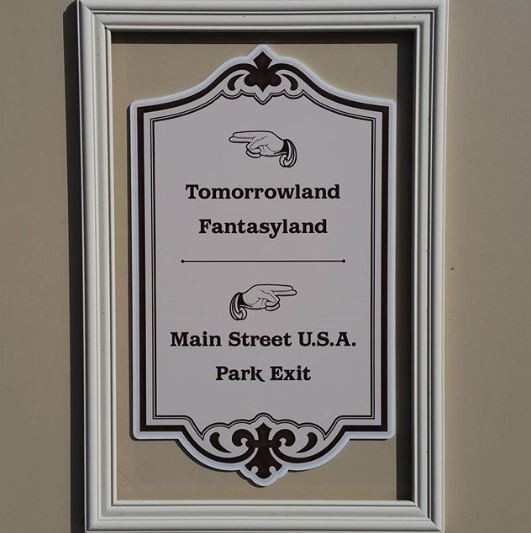 Tomorrowland
Fantasyland
Main Street U.S.A.
Park Exit